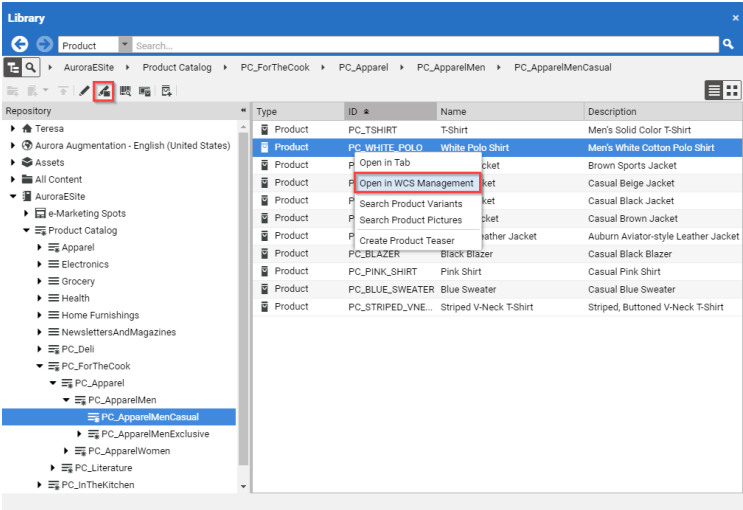 Library
Product
Search...
AuroraESite Product Catalog PC_ForTheCook PC_Apparel PC_ApparelMen PC_ApparelMenCasual
Repository
Teresa
Aurora Augmentation - English (United States)
Assets
All Content
AuroraESite
e-Marketing Spots
Product Catalog
Apparel
Electronics
Grocery
Health
Home Furnishings
NewslettersAndMagazines
PC_Deli
PC_ForTheCook
PC_Apparel
PC_ApparelMen
PC_ApparelMenCasual
PC_ApparelMenExclusive
PC_ApparelWomen
PC_Literature
PC_InTheKitchen
Type ID Name Description
Product PC_TSHIRT T-Shirt Men's Solid Color T-Shirt
Product PC_WHITE_POLO White Polo Shirt Men's White Cotton Polo Shirt
Product P cket Brown Sports Jacket
Product P cket Casual Beige Jacket
Product P cket Casual Black Jacket
Product P cket Casual Brown Jacket
Product P eather Jacket Auburn Aviator-style Leather Jacket
Product PC_BLAZER Black Blazer Casual Black Blazer
Product PC_PINK_SHIRT Pink Shirt Casual Pink Shirt
Product PC_BLUE_SWEATER Blue Sweater Casual Blue Sweater
Product PC_STRIPED_VNE... Striped V-Neck T-Shirt Striped, Buttoned V-Neck T-Shirt
Open in Tab
Open in WCS Management
Search Product Variants
Search Product Pictures
Create Product Teaser